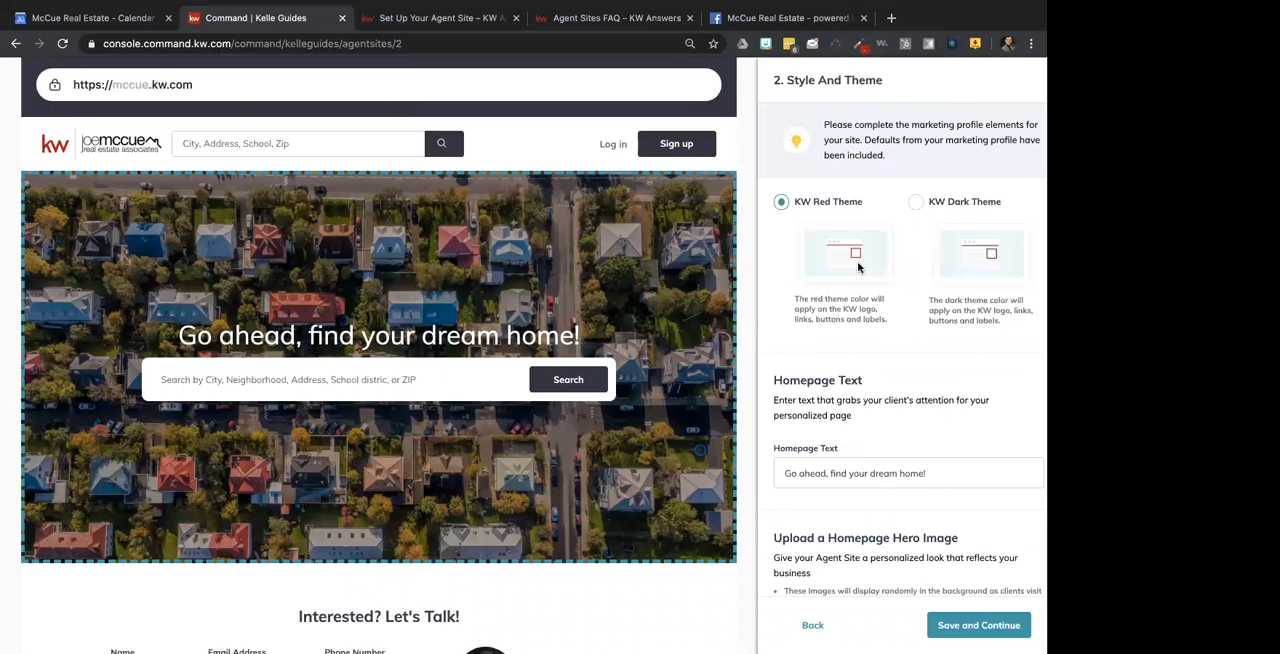 McCue Real Estate - Calendar
Command | Kelle Guides
Set Up Your Agent Site – KW A
Agent Sites FAQ – KW Answers
McCue Real Estate - powered
console.command.kw.com/command/kelleguides/agentsites/2
https://mccue.kw.com
kw
joemccue
real estate associates
City, Address, School, Zip
Log in
Sign up
Go ahead, find your dream home!
Search by City, Neighborhood, Address, School distric, or ZIP
Search
Interested? Let's Talk!
Name
Email Address
Phone Number
2. Style And Theme
Please complete the marketing profile elements for
your site. Defaults from your marketing profile have
been included.
KW Red Theme
KW Dark Theme
The red theme color will
apply on the KW logo,
links, buttons and labels.
The dark theme color will
apply on the KW logo, links,
buttons and labels.
Homepage Text
Enter text that grabs your client's attention for your
personalized page
Homepage Text
Go ahead, find your dream home!
Upload a Homepage Hero Image
Give your Agent Site a personalized look that reflects your
business
• These images will display randomly in the background as clients visit
Back
Save and Continue